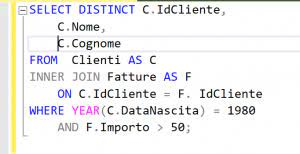 SELECT DISTINCT C.IdCliente,
C.Nome,
C.Cognome
FROM Clienti AS C
INNER JOIN Fatture AS F
ON C.IdCliente = F. IdCliente
WHERE YEAR(C.DataNascita) = 1980
AND F.Importo > 50;